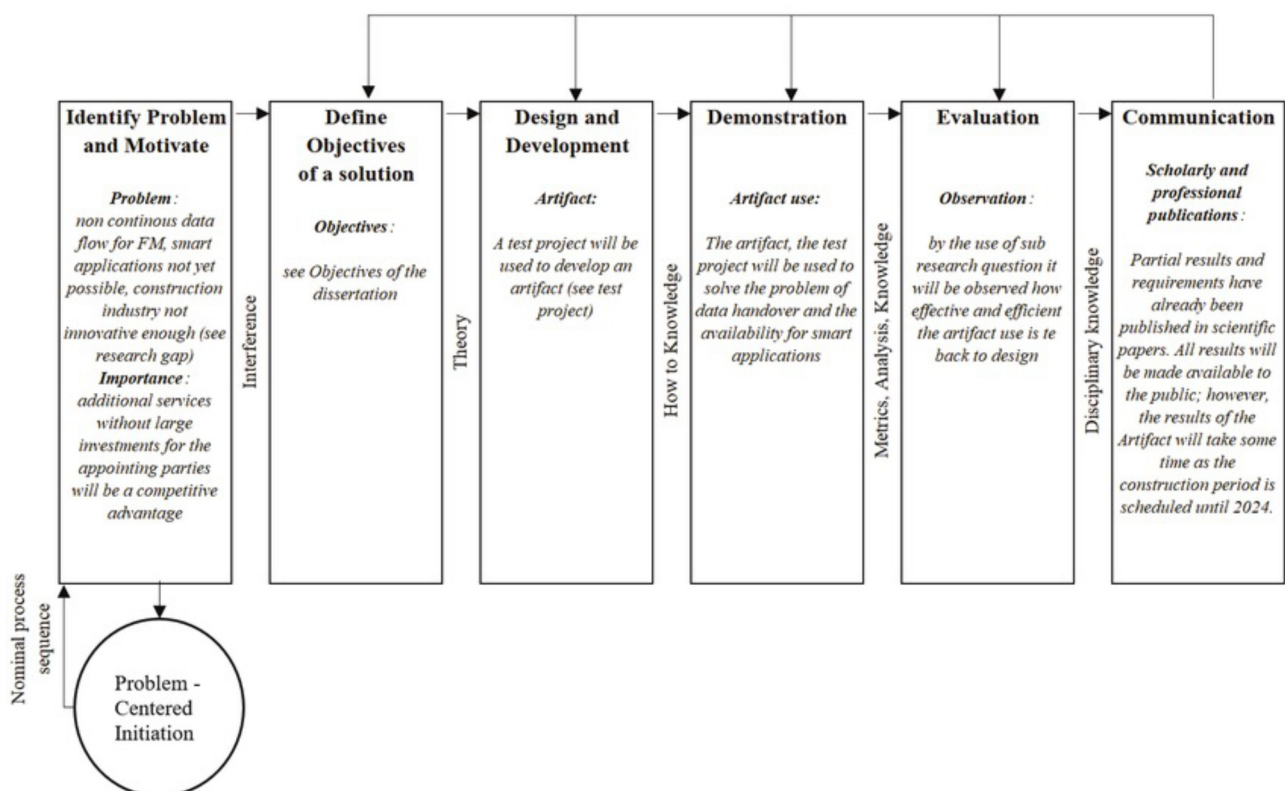 Identify Problem
and Motivate
Problem :
non continous data
flow for FM, smart
applications not yet
possible, construction
industry not
innovative enough (see
research gap)
Importance :
additional services
without large
investments for the
appointing parties
will be a competitive
advantage
Interference
Define
Objectives
of a solution
Objectives :
see Objectives of the
dissertation
Theory
Design and
Development
Artifact:
A test project will be
used to develop an
artifact (see test
project)
How to Knowledge
Demonstration
Artifact use:
The artifact, the test
project will be used to
solve the problem of
data handover and the
availability for smart
applications
Metrics, Analysis, Knowledge
Evaluation
Observation :
by the use of sub
research question it
will be observed how
effective and efficient
the artifact use is te
back to design
Disciplinary knowledge
Communication
Scholarly and
professional
publications :
Partial results and
requirements have
already been
published in scientific
papers. All results will
be made available to
the public; however,
the results of the
Artifact will take some
time as the
construction period is
scheduled until 2024.
Nominal process
sequence
Problem -
Centered
Initiation